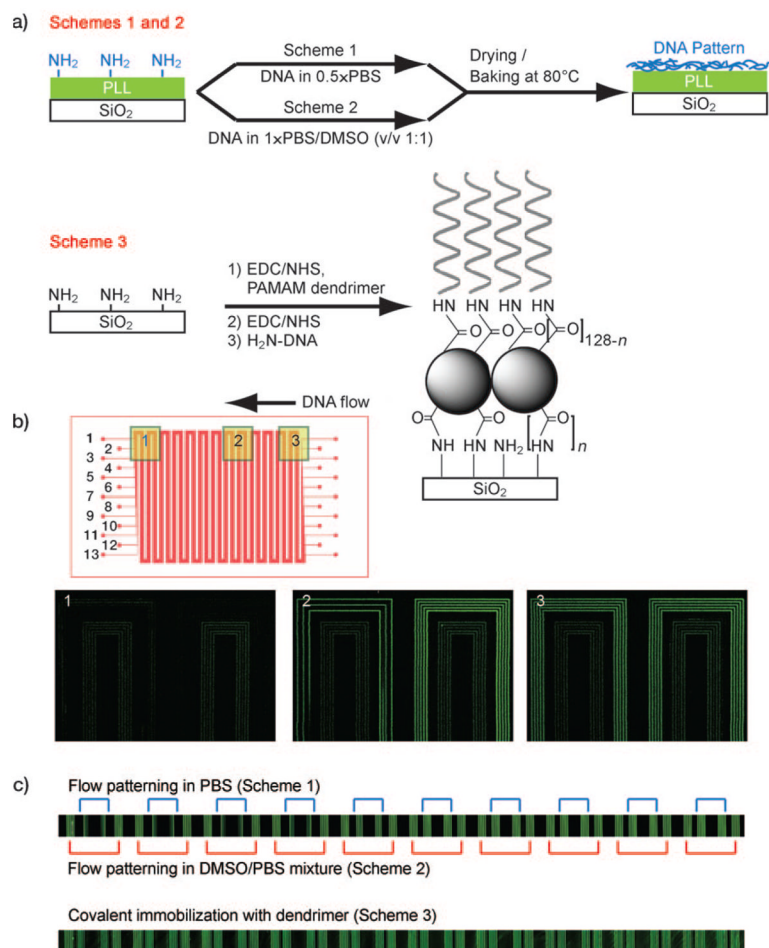 a)
Schemes 1 and 2
NH2 NH2 NH2
PLL
SiO2
Scheme 1
DNA in 0.5xPBS
Scheme 2
DNA in 1xPBS/DMSO (v/v 1:1)
Drying /
Baking at 80°C
DNA Pattern
PLL
SiO2
Scheme 3
NH2 NH2 NH2
SiO2
1) EDC/NHS,
PAMAM dendrimer
2) EDC/NHS
3) H2N-DNA
HN HN HN HN
O O O O
128-n
O O
NH HN NH2 HN
n
SiO2
b)
DNA flow
1
2
3
4
5
6
7
8
9
10
11
12
13
1 2 3
1
2
3
c)
Flow patterning in PBS (Scheme 1)
Flow patterning in DMSO/PBS mixture (Scheme 2)
Covalent immobilization with dendrimer (Scheme 3)